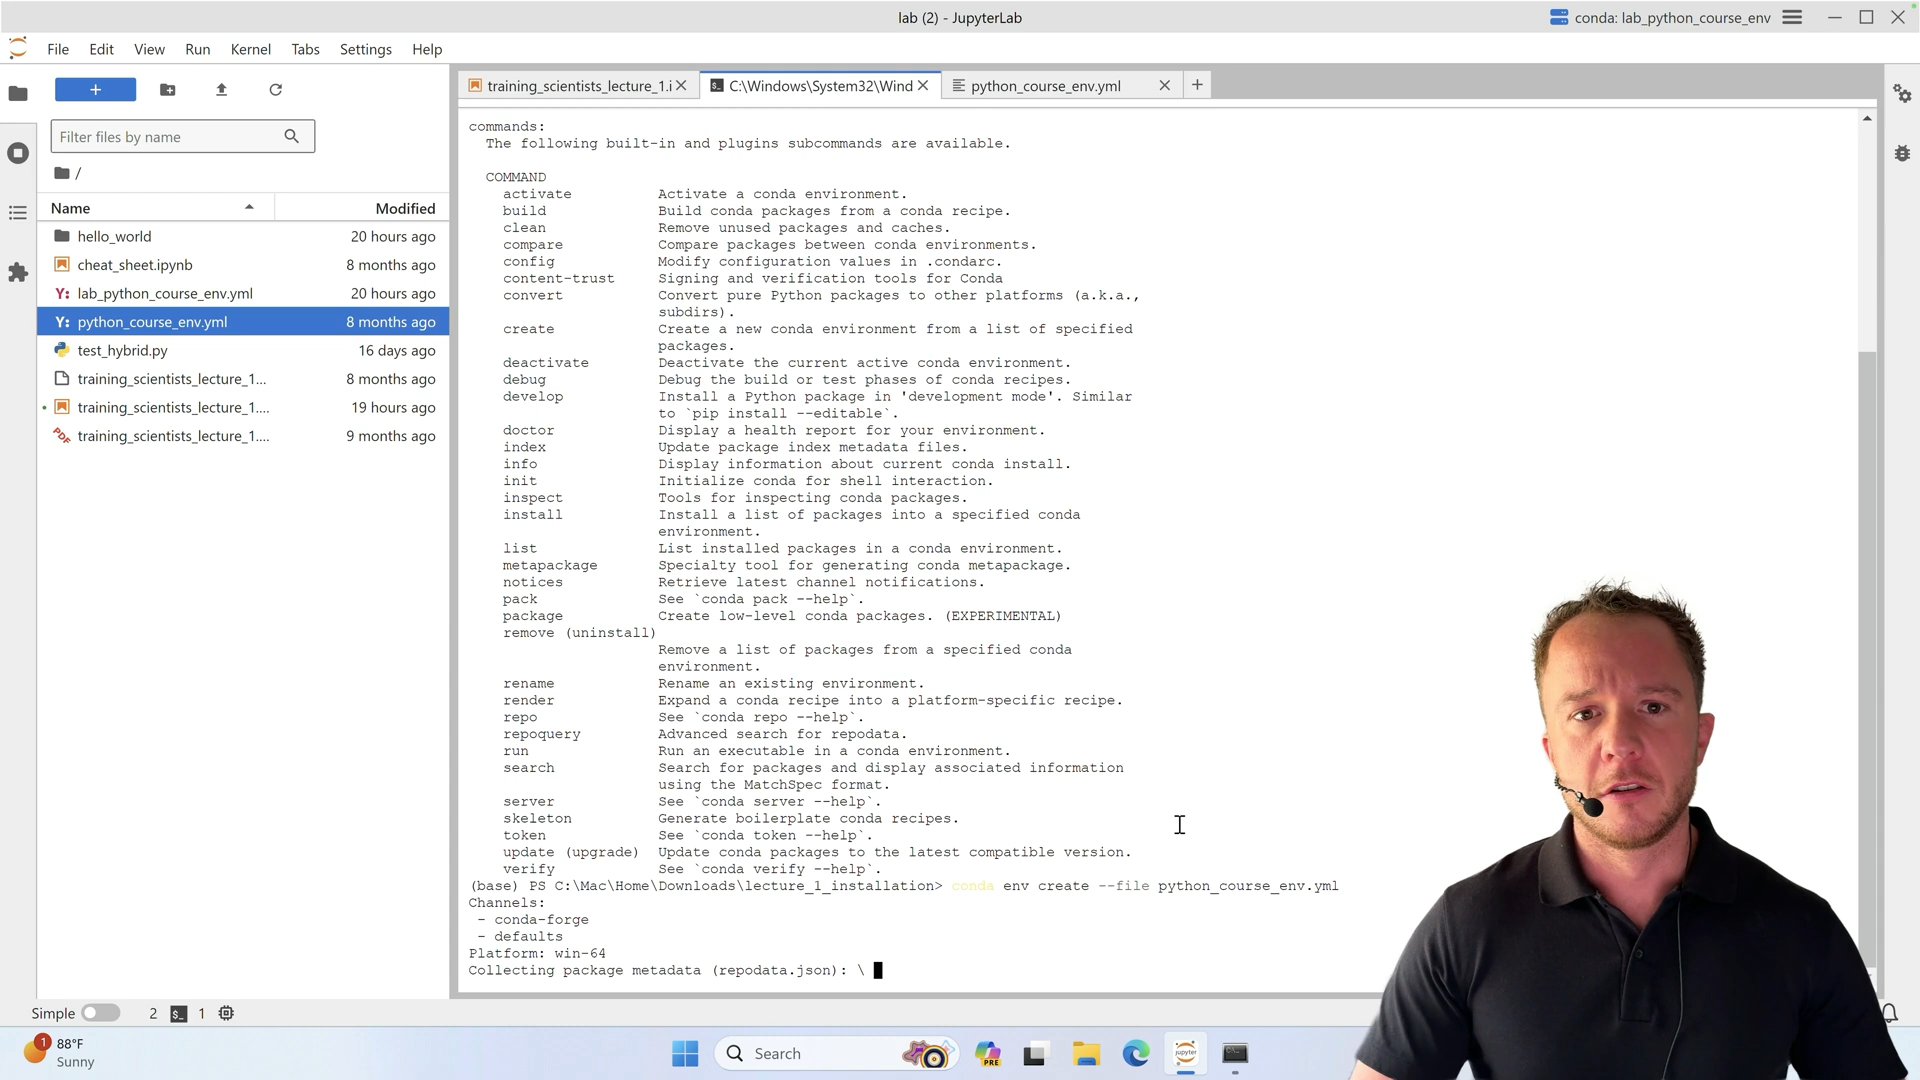 lab (2) - JupyterLab
conda: lab_python_course_env
File Edit View Run Kernel Tabs Settings Help
+
training_scientists_lecture_1.i
C:\Windows\System32\Wind
python_course_env.yml
Filter files by name
/
Name Modified
hello_world 20 hours ago
cheat_sheet.ipynb 8 months ago
Y: lab_python_course_env.yml 20 hours ago
Y: python_course_env.yml 8 months ago
test_hybrid.py 16 days ago
training_scientists_lecture_1... 8 months ago
training_scientists_lecture_1.... 19 hours ago
PDF training_scientists_lecture_1.... 9 months ago
commands:
The following built-in and plugins subcommands are available.
COMMAND
activate Activate a conda environment.
build Build conda packages from a conda recipe.
clean Remove unused packages and caches.
compare Compare packages between conda environments.
config Modify configuration values in .condarc.
content-trust Signing and verification tools for Conda
convert Convert pure Python packages to other platforms (a.k.a.,
subdirs).
create Create a new conda environment from a list of specified
packages.
deactivate Deactivate the current active conda environment.
debug Debug the build or test phases of conda recipes.
develop Install a Python package in 'development mode'. Similar
to `pip install --editable`.
doctor Display a health report for your environment.
index Update package index metadata files.
info Display information about current conda install.
init Initialize conda for shell interaction.
inspect Tools for inspecting conda packages.
install Install a list of packages into a specified conda
environment.
list List installed packages in a conda environment.
metapackage Specialty tool for generating conda metapackage.
notices Retrieve latest channel notifications.
pack See `conda pack --help`.
package Create low-level conda packages. (EXPERIMENTAL)
remove (uninstall)
Remove a list of packages from a specified conda
environment.
rename Rename an existing environment.
render Expand a conda recipe into a platform-specific recipe.
repo See `conda repo --help`.
repoquery Advanced search for repodata.
run Run an executable in a conda environment.
search Search for packages and display associated information
using the MatchSpec format.
server See `conda server --help`.
skeleton Generate boilerplate conda recipes.
token See `conda token --help`.
update (upgrade) Update conda packages to the latest compatible version.
verify See `conda verify --help`.
(base) PS C:\Mac\Home\Downloads\lecture_1_installation> conda env create --file python_course_env.yml
Channels:
- conda-forge
- defaults
Platform: win-64
Collecting package metadata (repodata.json): \
Simple 2 $_ 1
1 88°F
Sunny
Search
PRE
jupyter